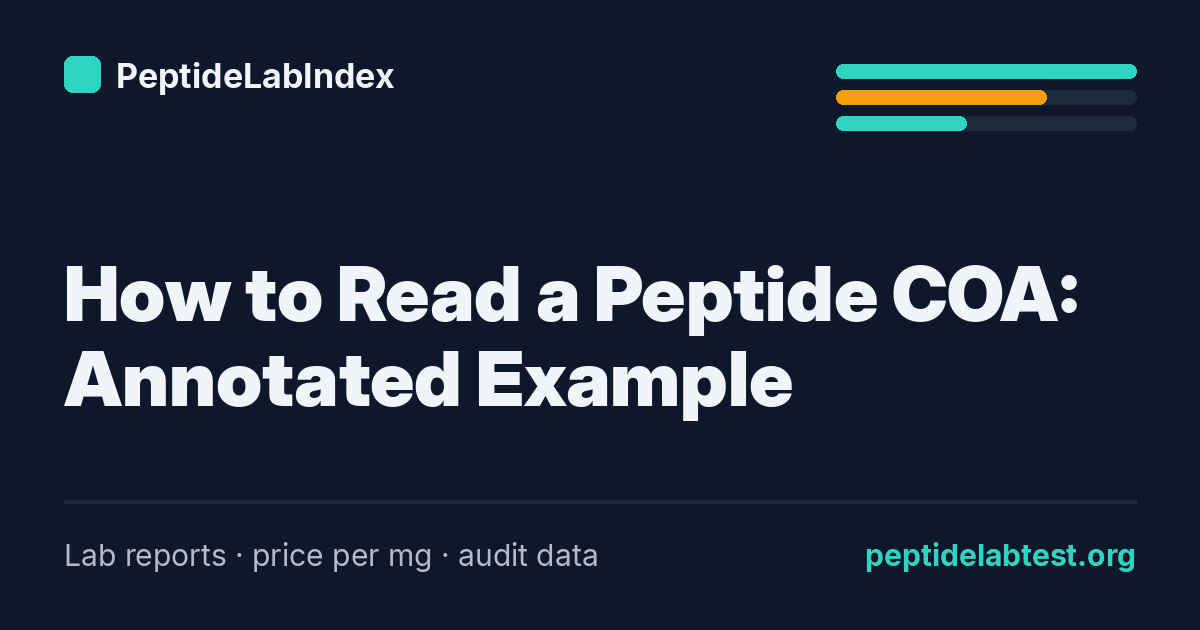 PeptideLabIndex
How to Read a Peptide COA:
Annotated Example
Lab reports · price per mg · audit data
peptidelabtest.org